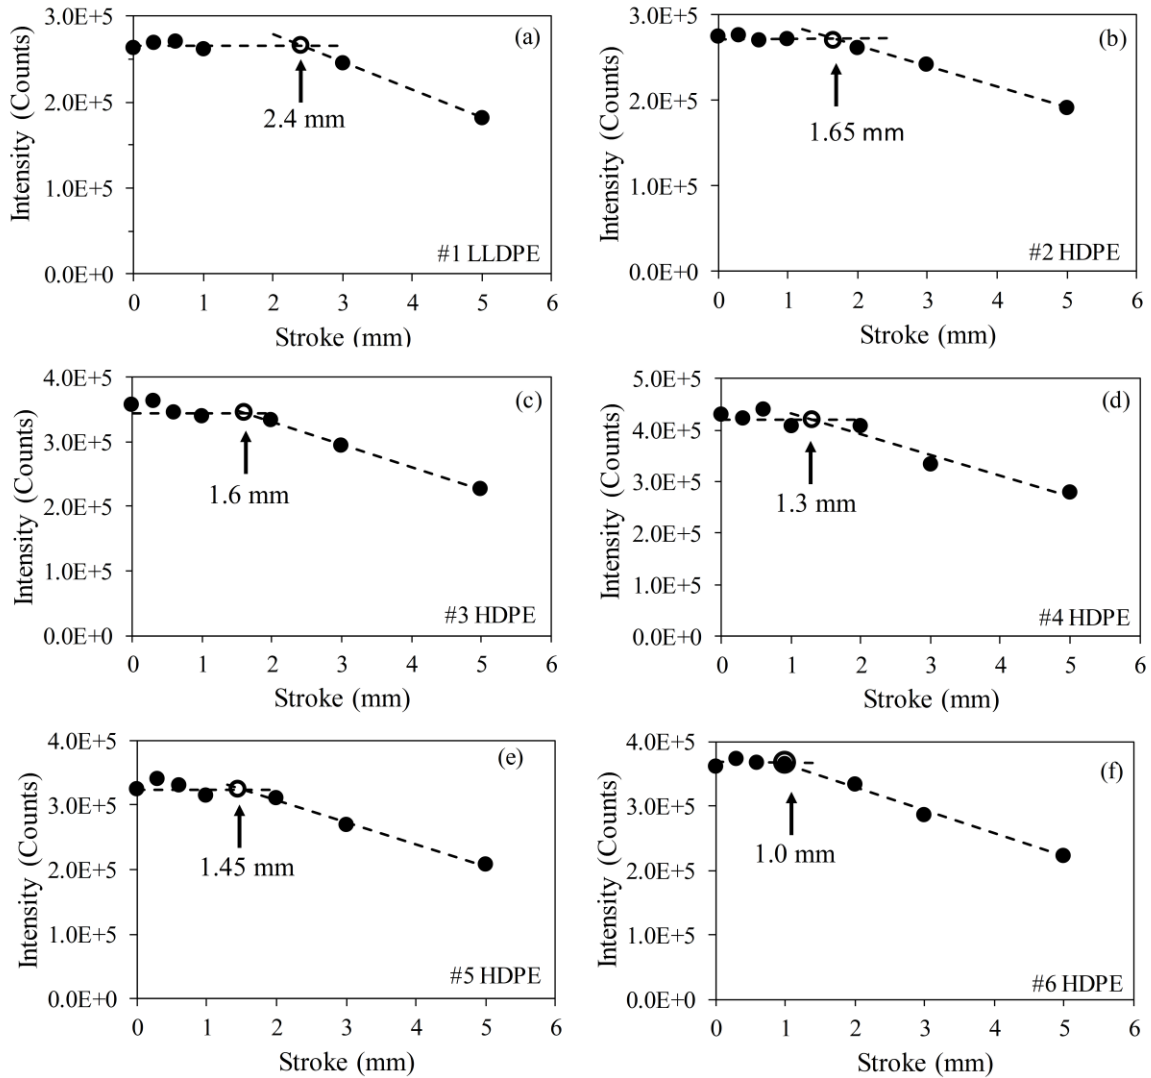 3.0E+5
2.0E+5
1.0E+5
0.0E+0
Intensity (Counts)
(a)
2.4 mm
#1 LLDPE
0 1 2 3 4 5 6
Stroke (mm)
3.0E+5
2.0E+5
1.0E+5
0.0E+0
Intensity (Counts)
(b)
1.65 mm
#2 HDPE
0 1 2 3 4 5 6
Stroke (mm)
4.0E+5
3.0E+5
2.0E+5
1.0E+5
0.0E+0
Intensity (Counts)
(c)
1.6 mm
#3 HDPE
0 1 2 3 4 5 6
Stroke (mm)
5.0E+5
4.0E+5
3.0E+5
2.0E+5
1.0E+5
0.0E+0
Intensity (Counts)
(d)
1.3 mm
#4 HDPE
0 1 2 3 4 5 6
Stroke (mm)
4.0E+5
3.0E+5
2.0E+5
1.0E+5
0.0E+0
Intensity (Counts)
(e)
1.45 mm
#5 HDPE
0 1 2 3 4 5 6
Stroke (mm)
4.0E+5
3.0E+5
2.0E+5
1.0E+5
0.0E+0
Intensity (Counts)
(f)
1.0 mm
#6 HDPE
0 1 2 3 4 5 6
Stroke (mm)